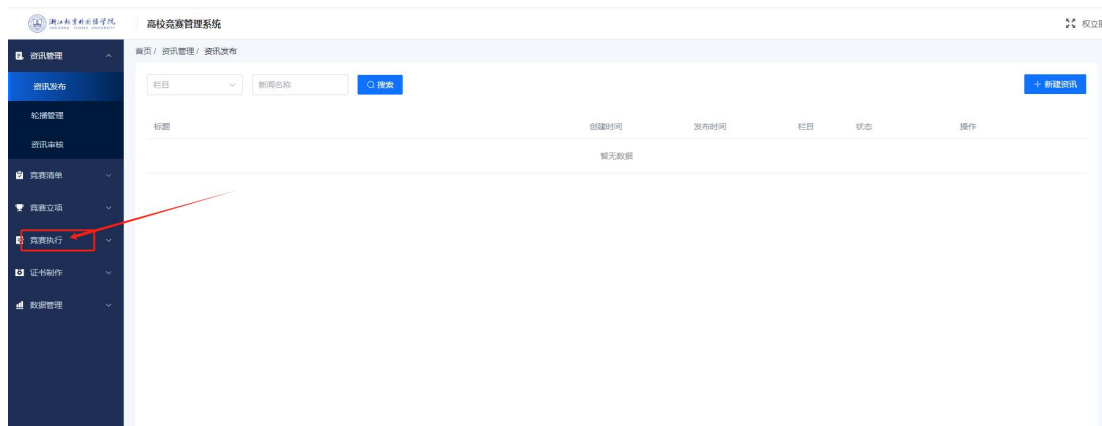 高校竞赛管理系统
资讯管理
首页 / 资讯管理 / 资讯发布
资讯发布
栏目
新闻名称
搜索
+ 新建资讯
轮播管理
标题
创建时间
发布时间
栏目
状态
操作
资讯审核
暂无数据
竞赛清单
竞赛立项
竞赛执行
证书制作
数据管理